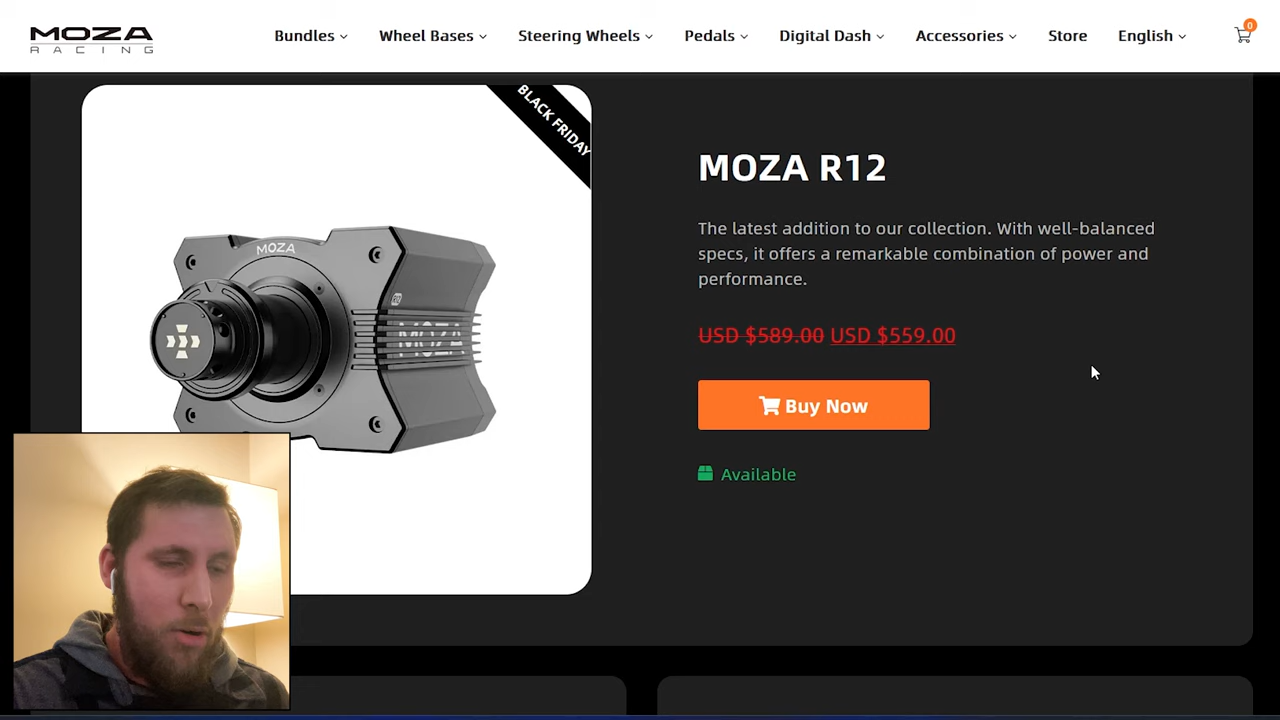 MOZA
RACING
Bundles
Wheel Bases
Steering Wheels
Pedals
Digital Dash
Accessories
Store
English
0
BLACK FRIDAY
MOZA
R12
MOZA
MOZA R12
The latest addition to our collection. With well-balanced
specs, it offers a remarkable combination of power and
performance.
USD $589.00 USD $559.00
Buy Now
Available